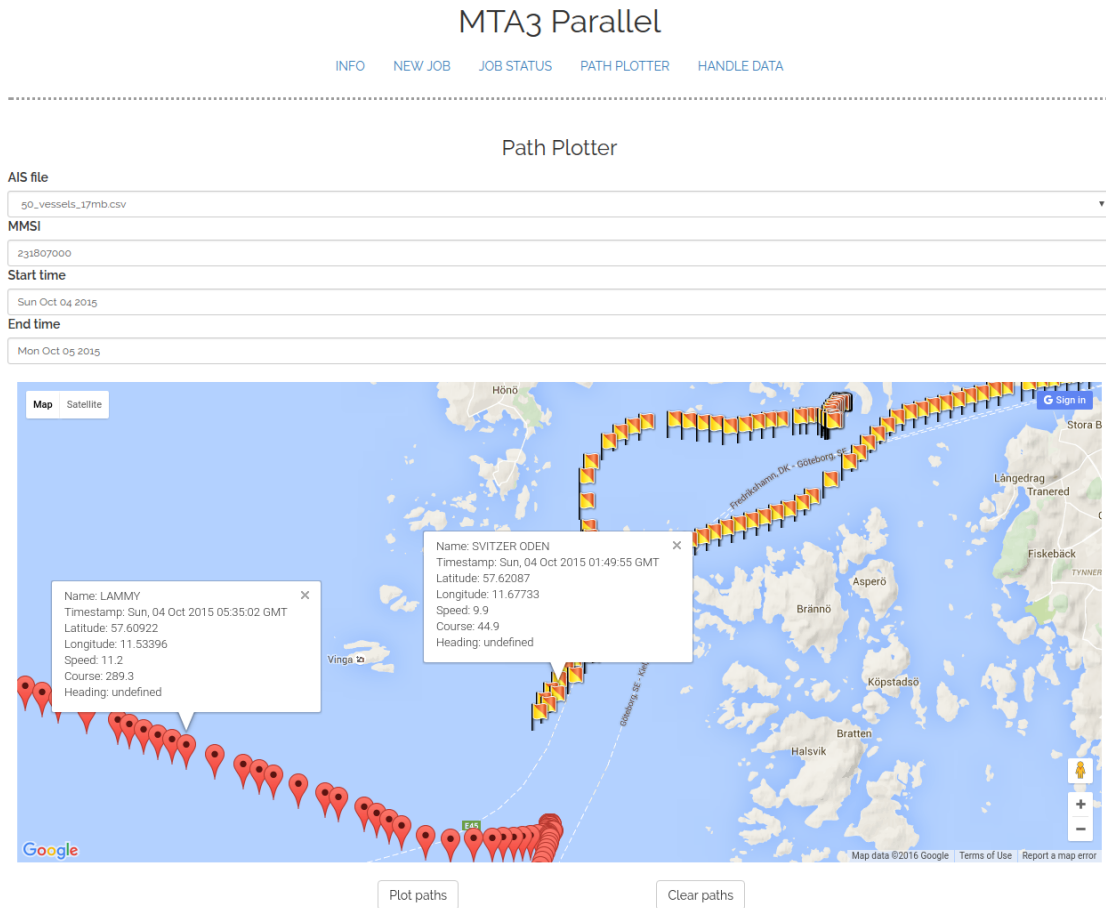 MTA3 Parallel
INFO NEW JOB JOB STATUS PATH PLOTTER HANDLE DATA
Path Plotter
AIS file
50_vessels_17mb.csv
MMSI
231807000
Start time
Sun Oct 04 2015
End time
Mon Oct 05 2015
Map Satellite
Hönö
G Sign in
Stora B
Fredrikshamn, DK - Göteborg, SE
Långedrag
Tranered
Fiskebäck
TYNNER
Name: SVITZER ODEN
Timestamp: Sun, 04 Oct 2015 01:49:55 GMT
Latitude: 57.62087
Longitude: 11.67733
Speed: 9.9
Course: 44.9
Heading: undefined
Asperö
Brännö
Name: LAMMY
Timestamp: Sun, 04 Oct 2015 05:35:02 GMT
Latitude: 57.60922
Longitude: 11.53396
Speed: 11.2
Course: 289.3
Heading: undefined
Vinga
Göteborg, SE - Kiel
Köpstadsö
Bratten
Halsvik
E45
Google
Map data ©2016 Google Terms of Use Report a map error
Plot paths Clear paths